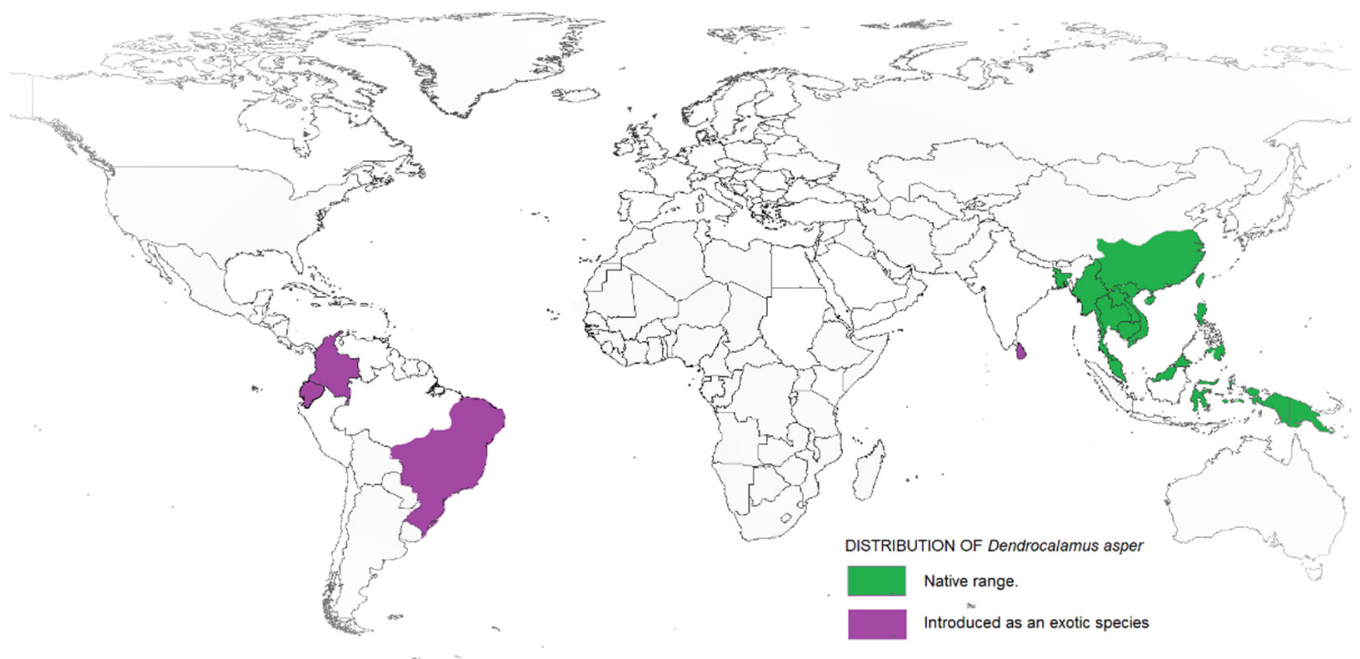 DISTRIBUTION OF Dendrocalamus asper
Native range.
Introduced as an exotic species